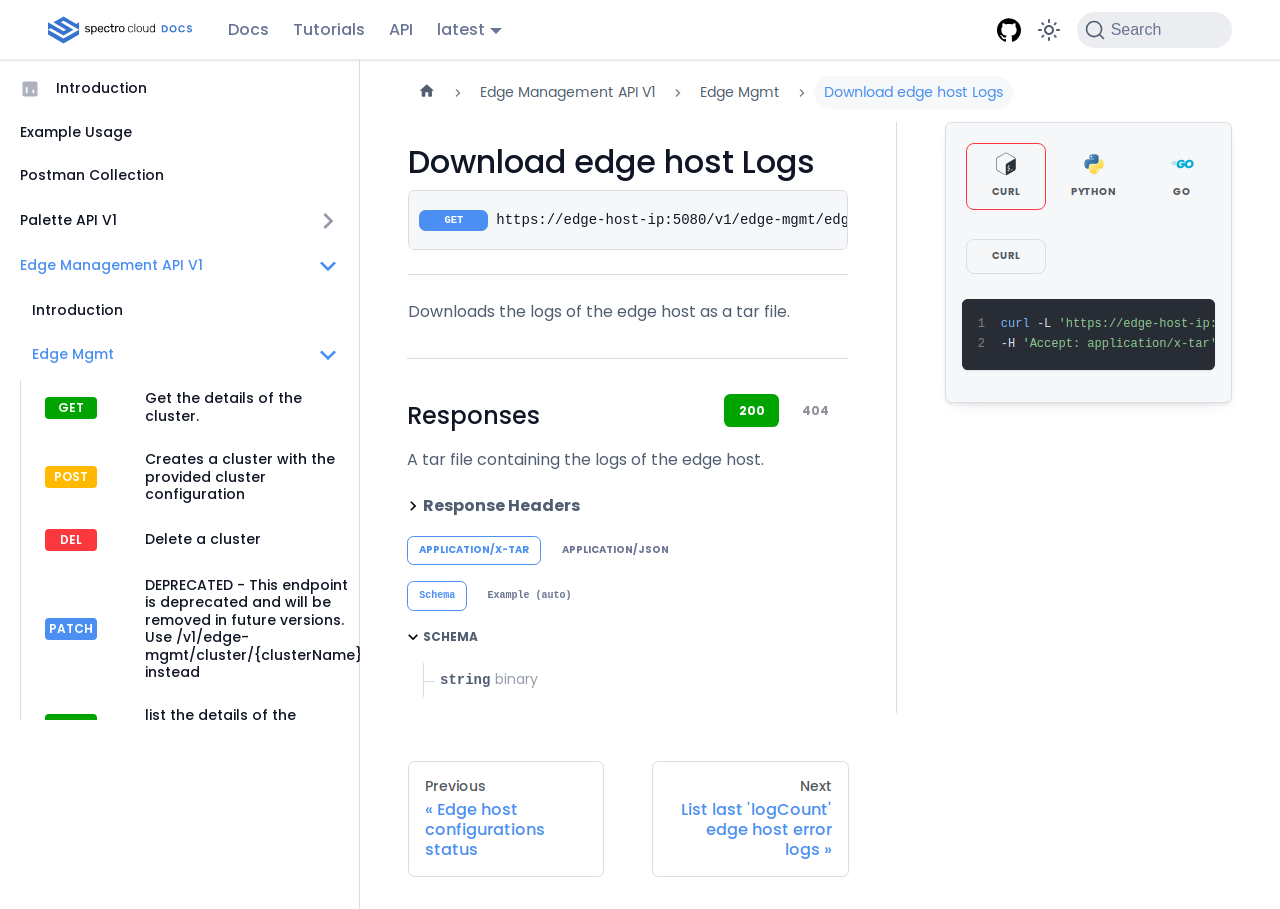 spectro cloud DOCS
Docs
Tutorials
API
latest
Search
Introduction
Example Usage
Postman Collection
Palette API V1
Edge Management API V1
Introduction
Edge Mgmt
GET
Get the details of the
cluster.
POST
Creates a cluster with the
provided cluster
configuration
DEL
Delete a cluster
PATCH
DEPRECATED - This endpoint
is deprecated and will be
removed in future versions.
Use /v1/edge-
mgmt/cluster/{clusterName}
instead
list the details of the
Edge Management API V1
Edge Mgmt
Download edge host Logs
Download edge host Logs
GET
https://edge-host-ip:5080/v1/edge-mgmt/edg
Downloads the logs of the edge host as a tar file.
Responses
200
404
A tar file containing the logs of the edge host.
Response Headers
APPLICATION/X-TAR
APPLICATION/JSON
Schema
Example (auto)
SCHEMA
string binary
Previous
« Edge host
configurations
status
Next
List last 'logCount'
edge host error
logs »
CURL
PYTHON
GO
GO
CURL
1 curl -L 'https://edge-host-ip:
2 -H 'Accept: application/x-tar'